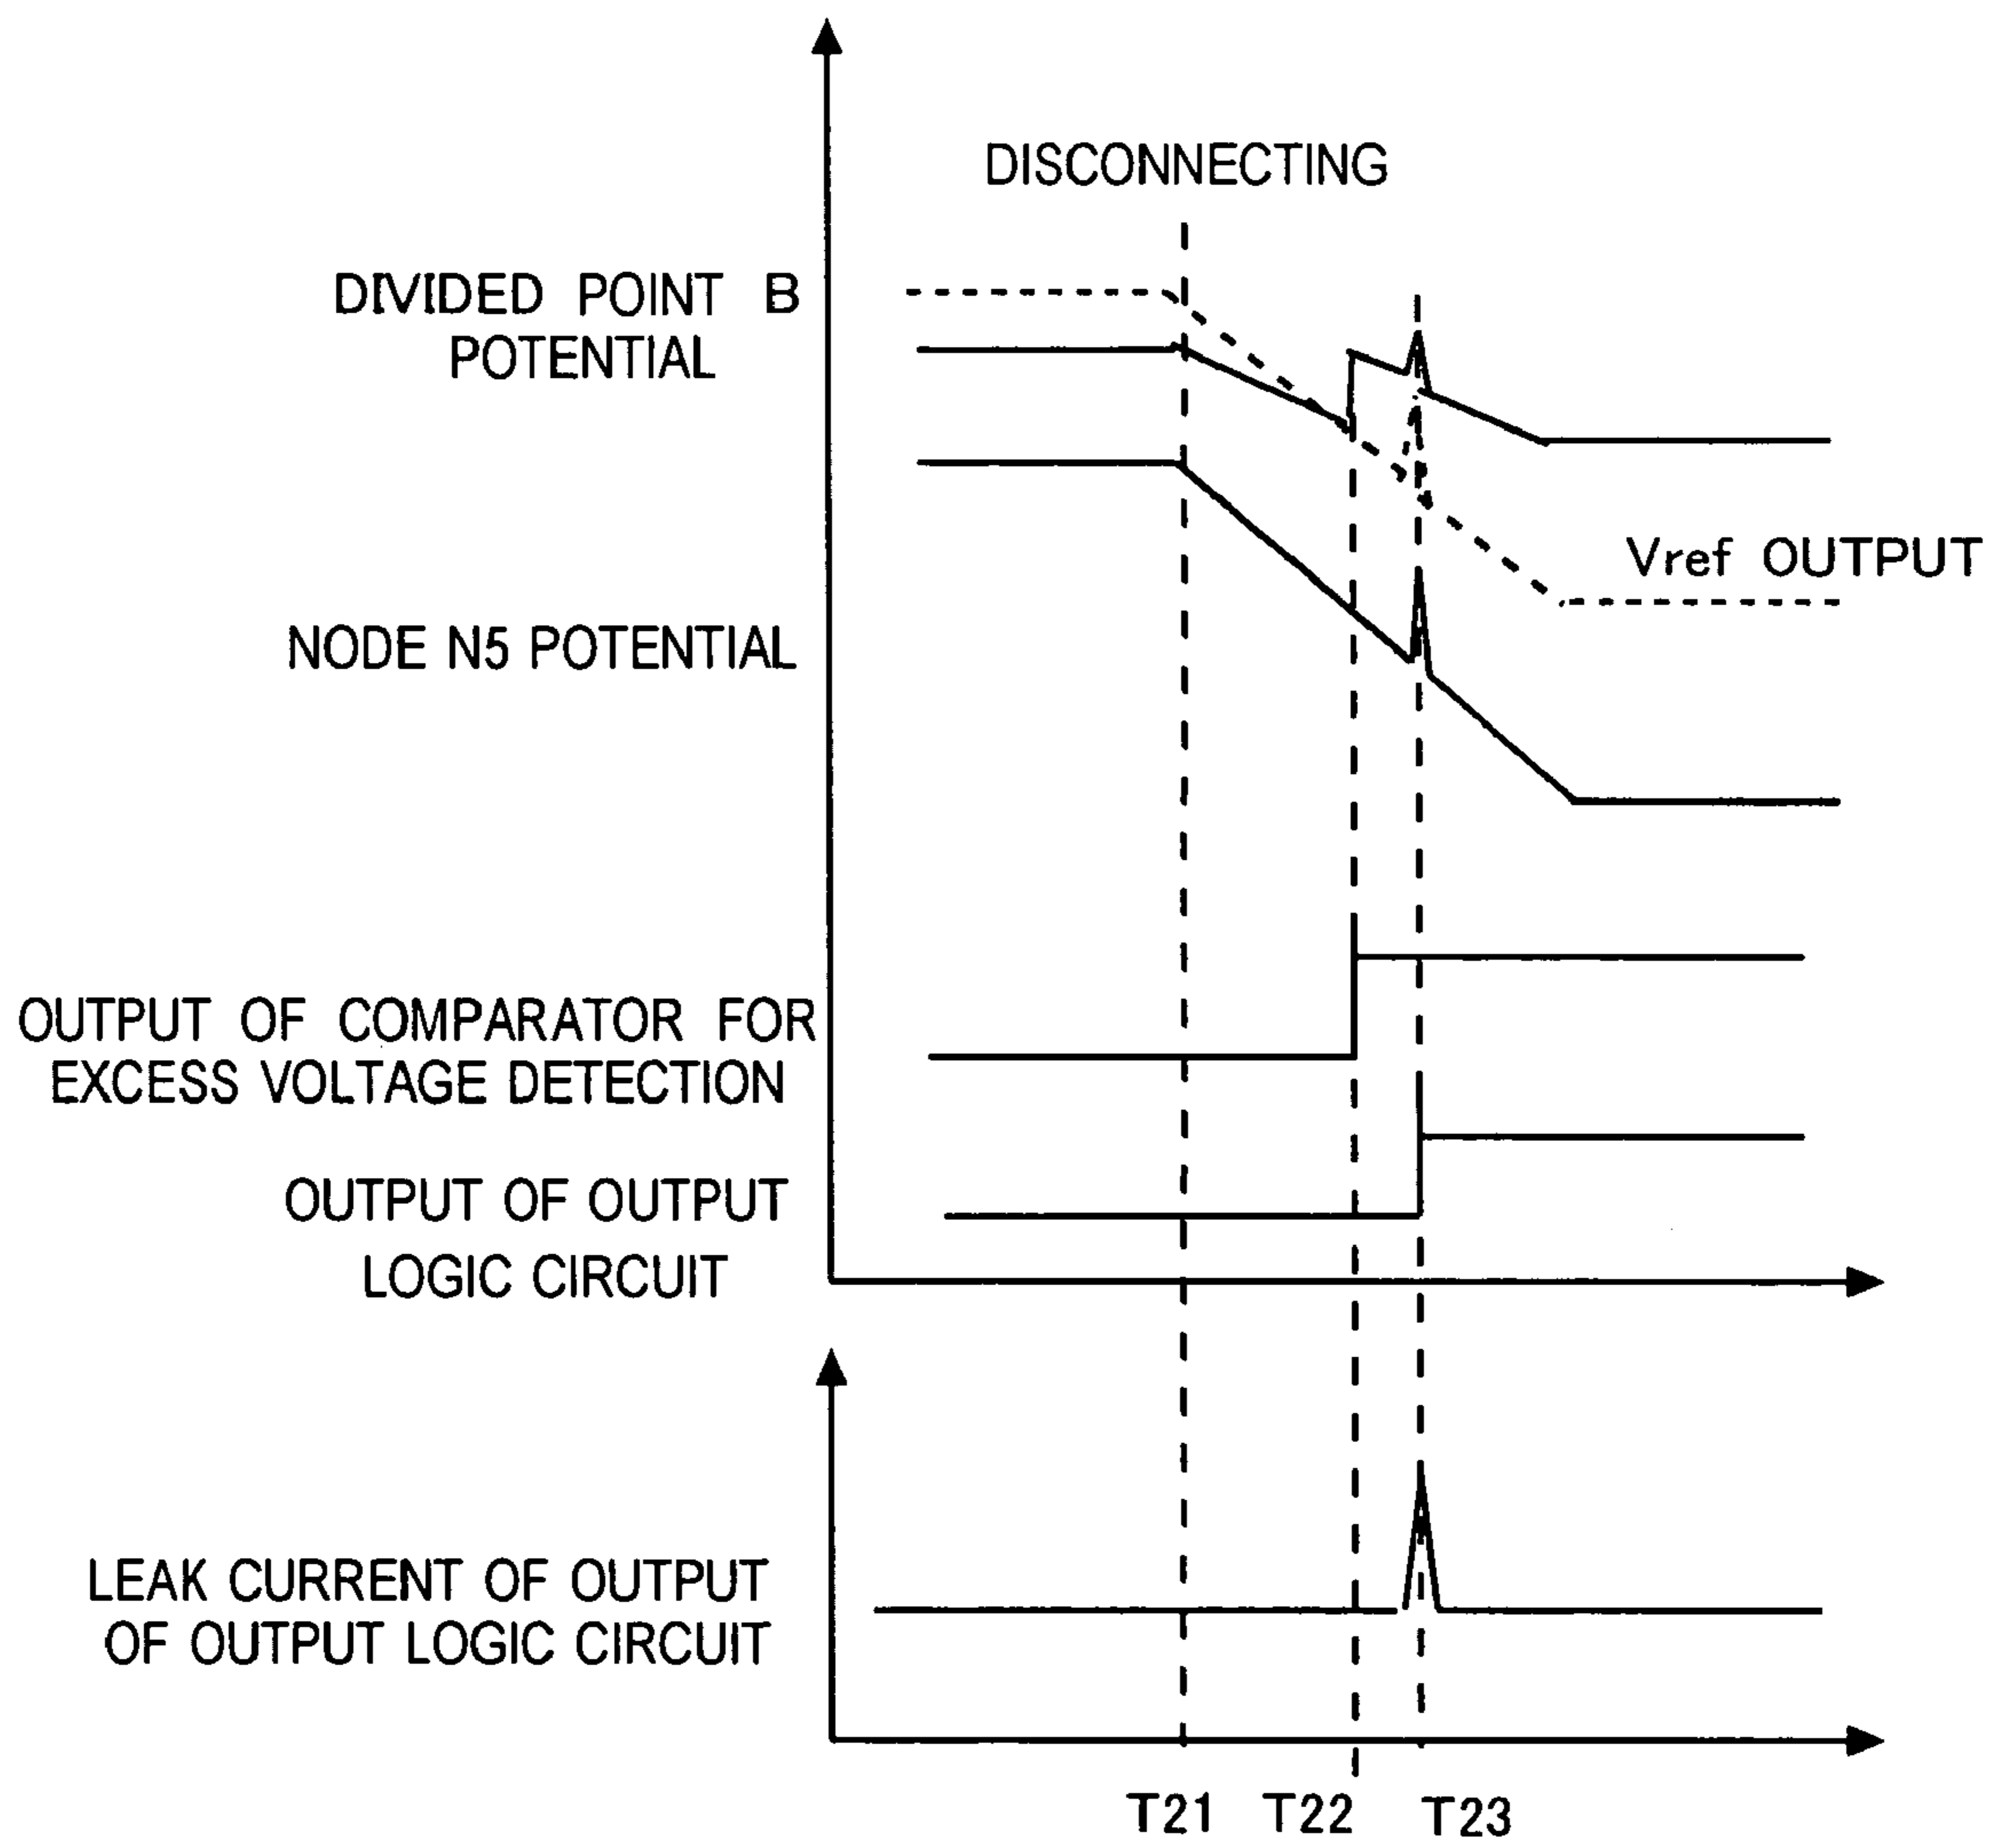 DISCONNECTING
DIVIDED POINT B
POTENTIAL
Vref OUTPUT
NODE N5 POTENTIAL
OUTPUT OF COMPARATOR FOR
EXCESS VOLTAGE DETECTION
OUTPUT OF OUTPUT
LOGIC CIRCUIT
LEAK CURRENT OF OUTPUT
OF OUTPUT LOGIC CIRCUIT
T21 T22 T23